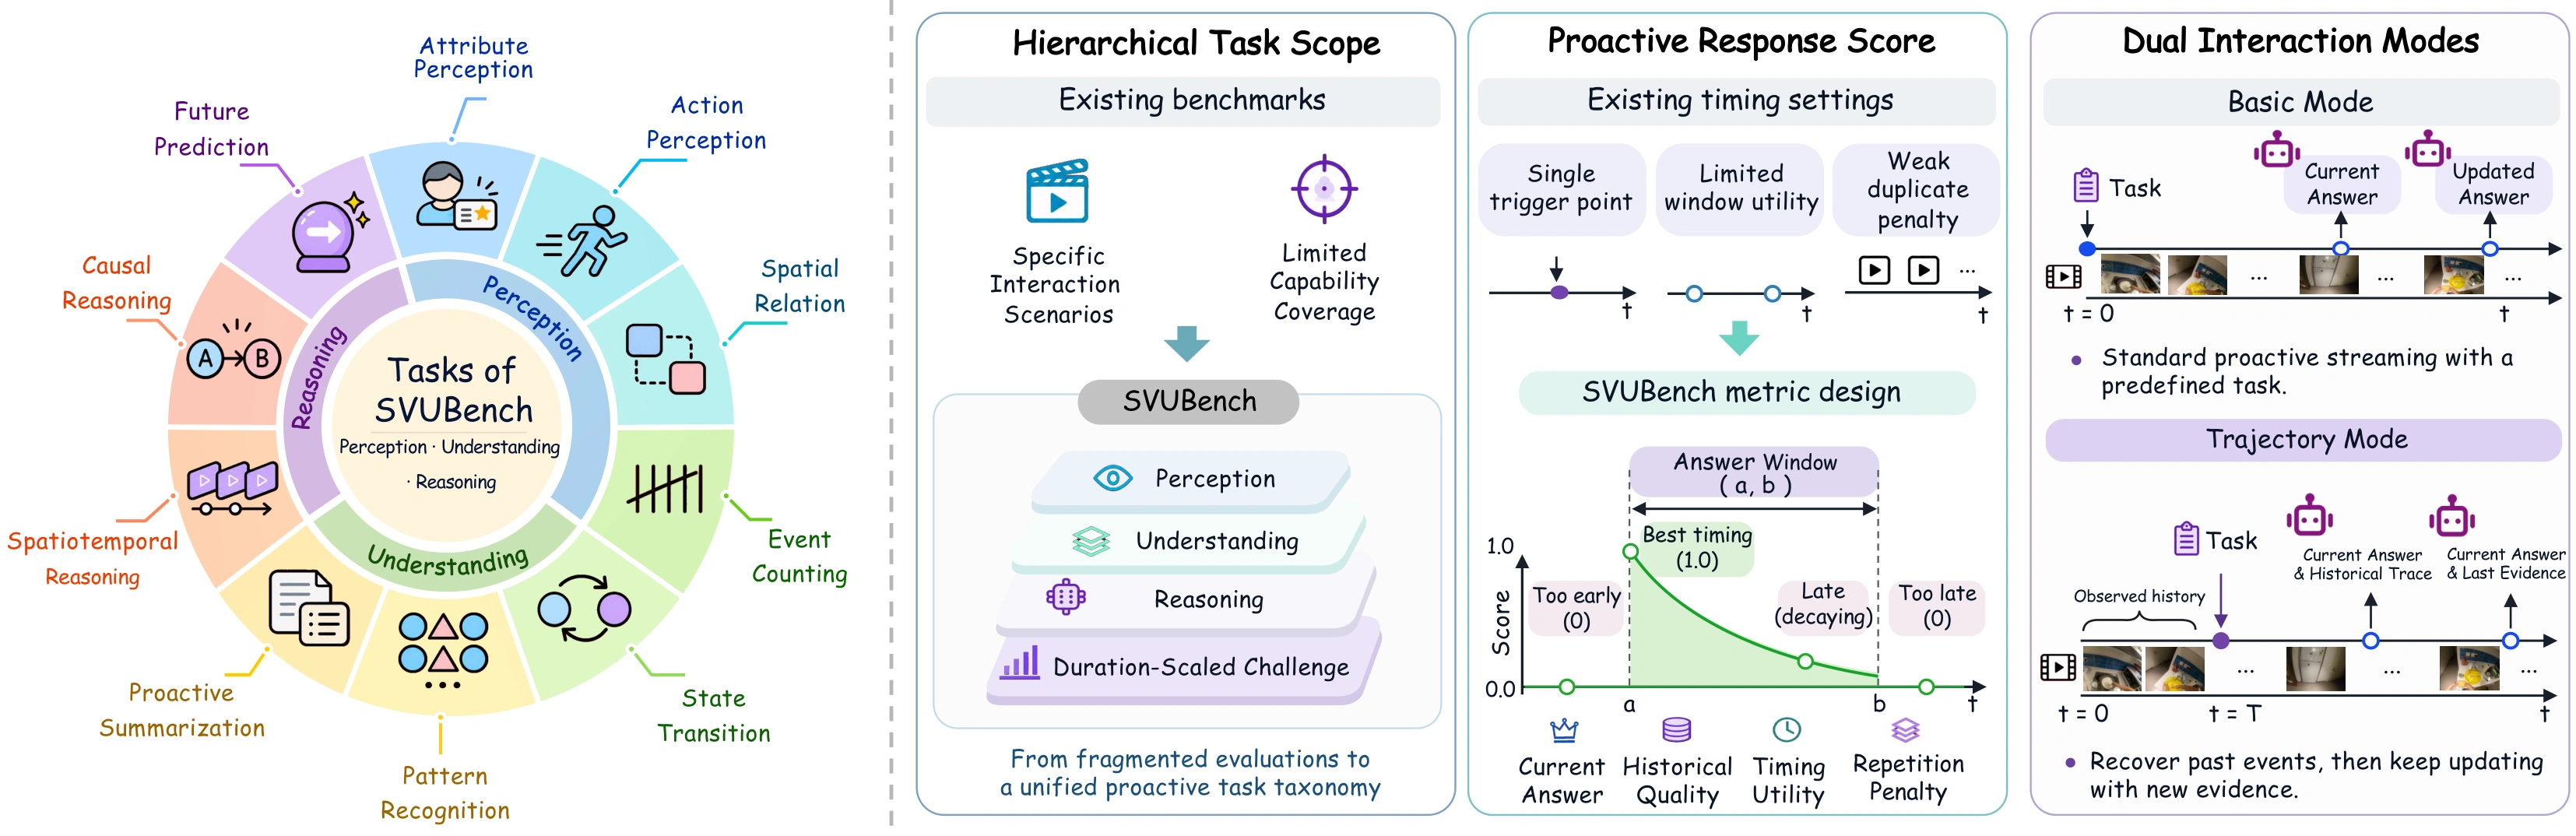 Attribute
Perception
Action
Perception
Spatial
Relation
Event
Counting
State
Transition
Pattern
Recognition
Proactive
Summarization
Spatiotemporal
Reasoning
Causal
Reasoning
Future
Prediction
A
B
Perception
Understanding
Reasoning
Tasks of
SVUBench
Perception · Understanding
· Reasoning
Hierarchical Task Scope
Existing benchmarks
Specific
Interaction
Scenarios
Limited
Capability
Coverage
SVUBench
Perception
Understanding
Reasoning
Duration-Scaled Challenge
From fragmented evaluations to
a unified proactive task taxonomy
Proactive Response Score
Existing timing settings
Single
trigger point
Limited
window utility
Weak
duplicate
penalty
...
t
t
t
SVUBench metric design
Answer Window
( a, b )
Best timing
(1.0)
1.0
Score
0.0
Too early
(0)
Late
(decaying)
Too late
(0)
a
b
t
Current
Answer
Historical
Quality
Timing
Utility
Repetition
Penalty
Dual Interaction Modes
Basic Mode
Task
Current
Answer
Updated
Answer
...
...
...
t = 0
t
• Standard proactive streaming with a
predefined task.
Trajectory Mode
Task
Current Answer
& Historical Trace
Current Answer
& Last Evidence
Observed history
...
...
...
t = 0
t = T
t
• Recover past events, then keep updating
with new evidence.